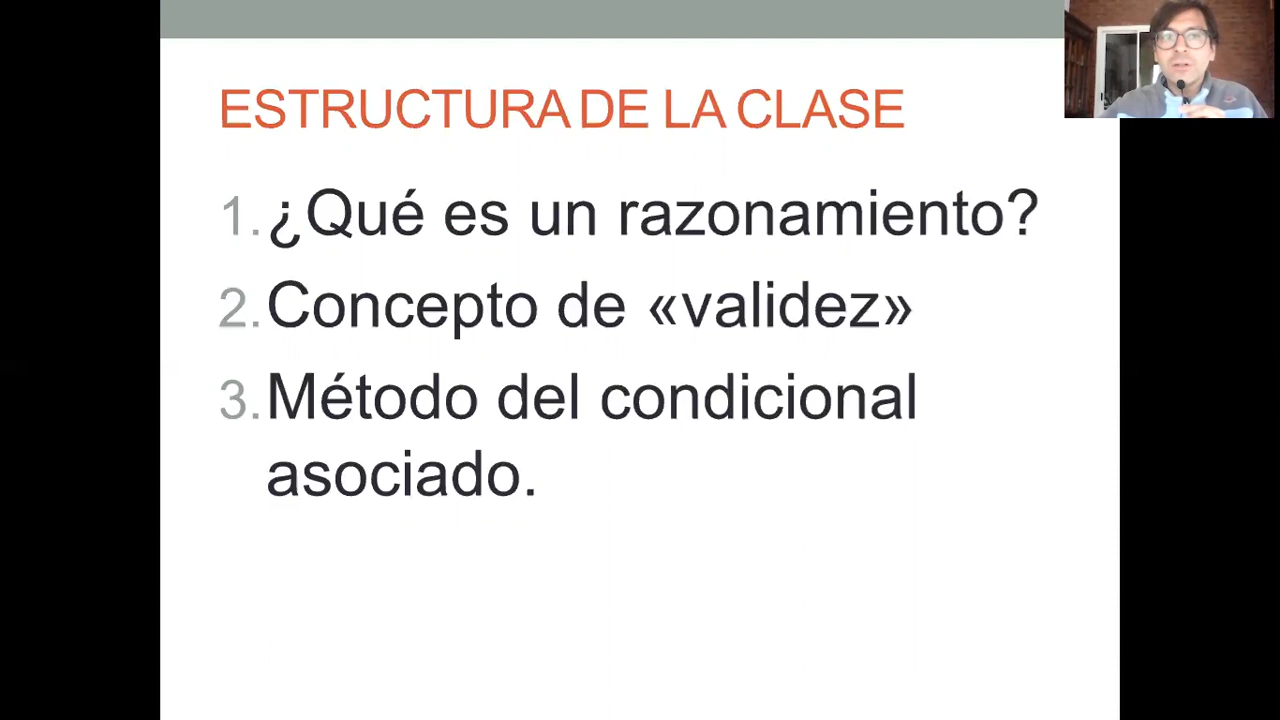 ESTRUCTURA DE LA CLASE
1. ¿Qué es un razonamiento?
2. Concepto de «validez»
3. Método del condicional
asociado.